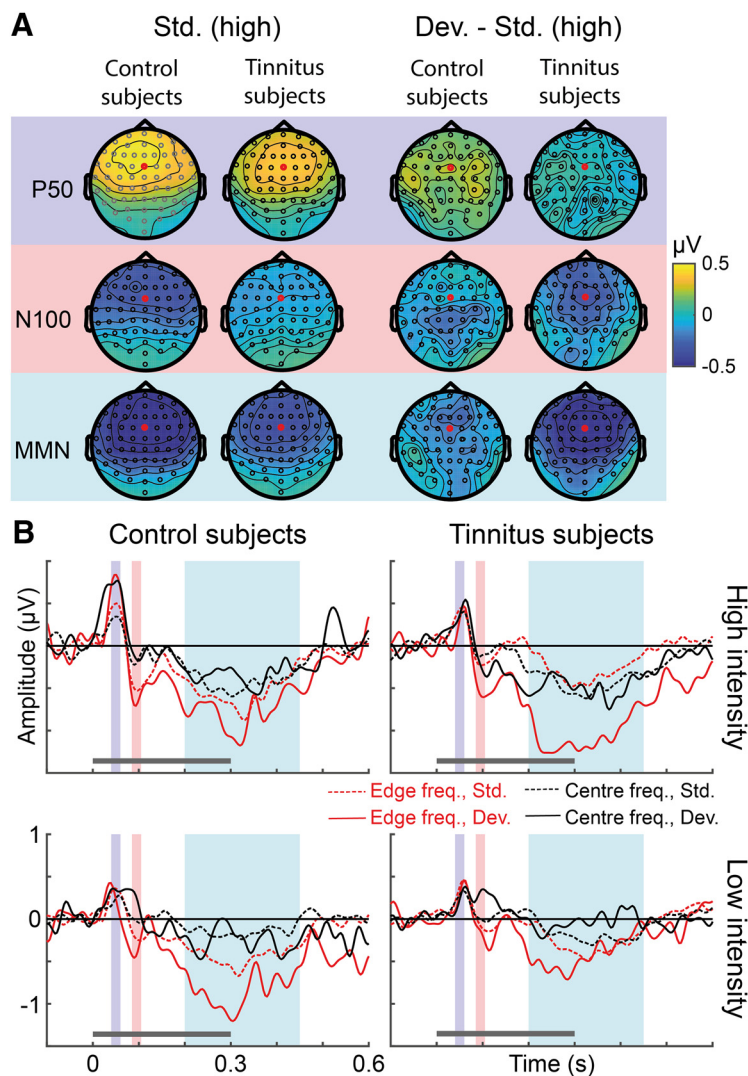 A
Std. (high)
Dev. - Std. (high)
Control subjects
Tinnitus subjects
Control subjects
Tinnitus subjects
P50
N100
MMN
µV
0.5
0
-0.5
B
Control subjects
Tinnitus subjects
Amplitude (µV)
High intensity
Edge freq., Std.
Centre freq., Std.
Edge freq., Dev.
Centre freq., Dev.
1
0
-1
Low intensity
0
0.3
0.6
Time (s)